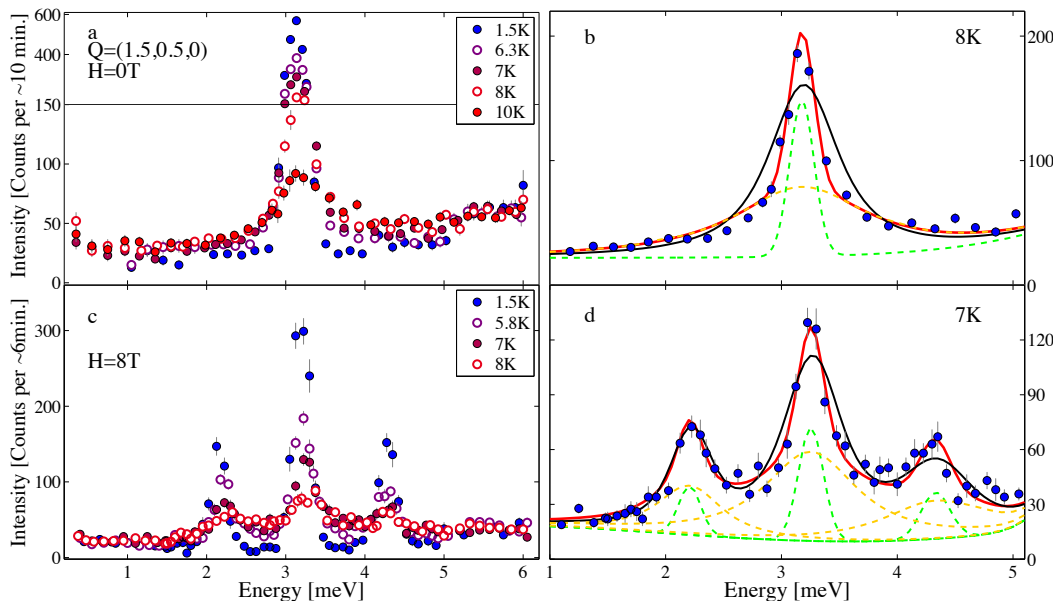 a
Q=(1.5,0.5,0)
H=0T
1.5K
6.3K
7K
8K
10K
Intensity [Counts per ~10 min.]
600
400
150
100
50
0
b
8K
200
100
0
c
H=8T
1.5K
5.8K
7K
8K
Intensity [Counts per ~6min.]
300
200
100
0
1 2 3 4 5 6
Energy [meV]
d
7K
120
90
60
30
0
1 2 3 4 5
Energy [meV]